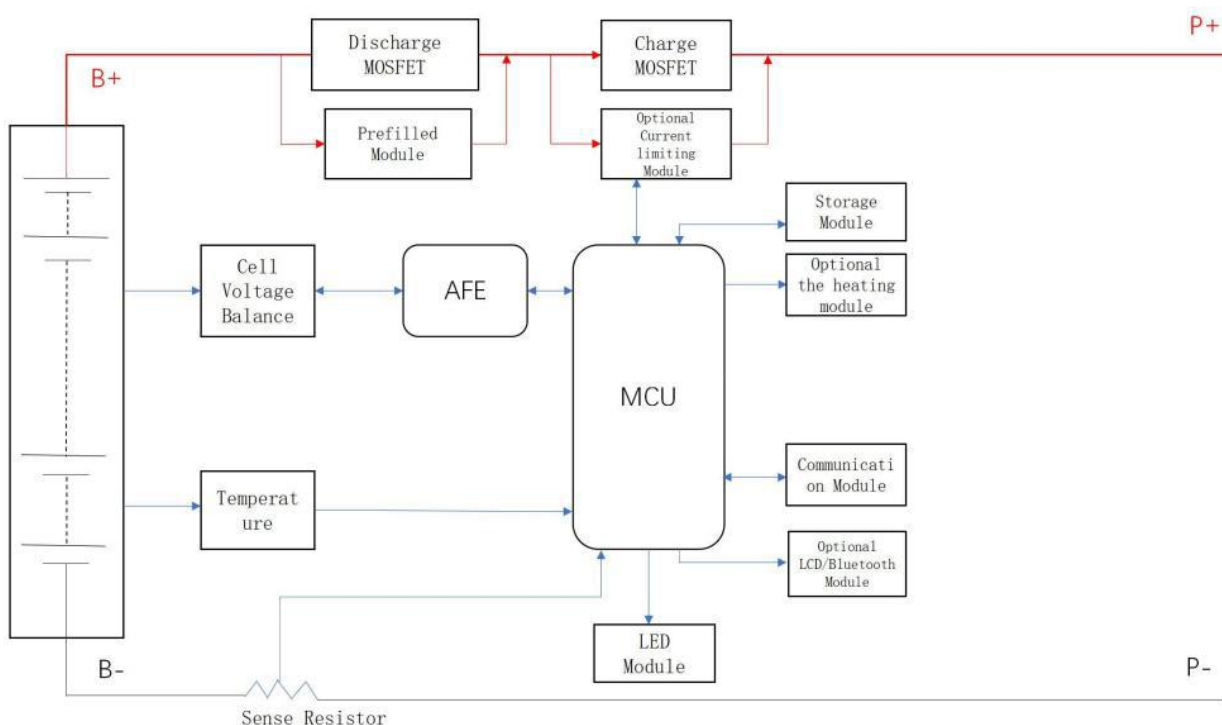 P+
Discharge
MOSFET
Charge
MOSFET
B+
Prefilled
Module
Optional
Current
limiting
Module
Storage
Module
Cell
Voltage
Balance
AFE
Optional
the heating
module
MCU
Temperat
ure
Communicati
on Module
Optional
LCD/Bluetooth
Module
LED
Module
B-
P-
Sense Resistor